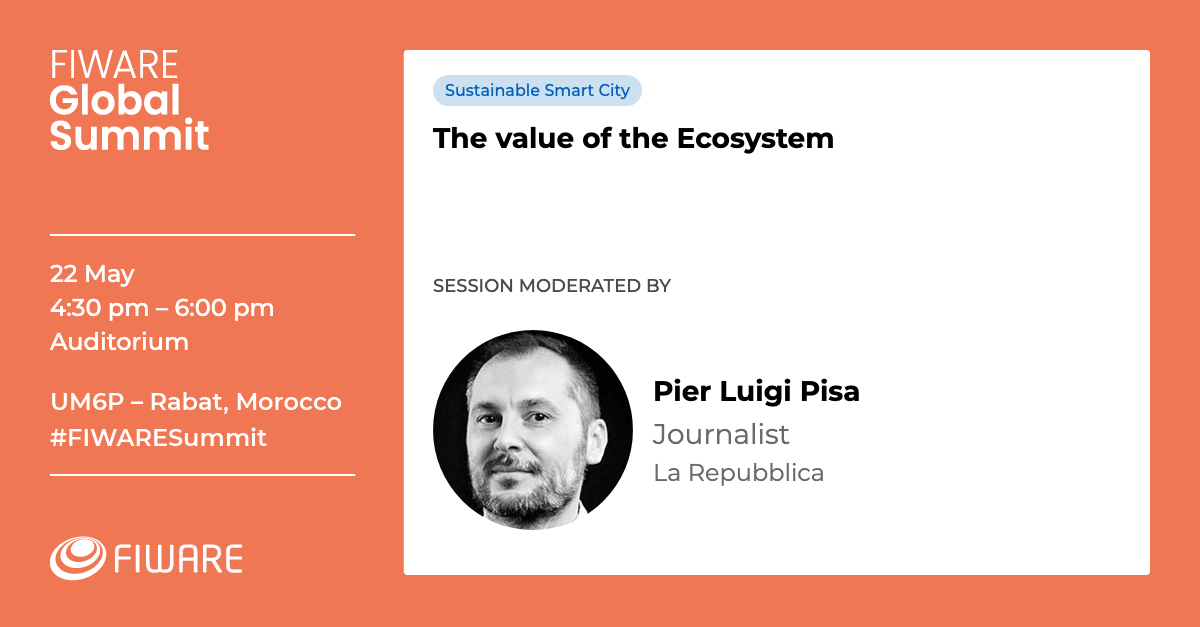 FIWARE
Global
Summit
22 May
4:30 pm – 6:00 pm
Auditorium
UM6P – Rabat, Morocco
#FIWARESummit
FIWARE
Sustainable Smart City
The value of the Ecosystem
SESSION MODERATED BY
Pier Luigi Pisa
Journalist
La Repubblica